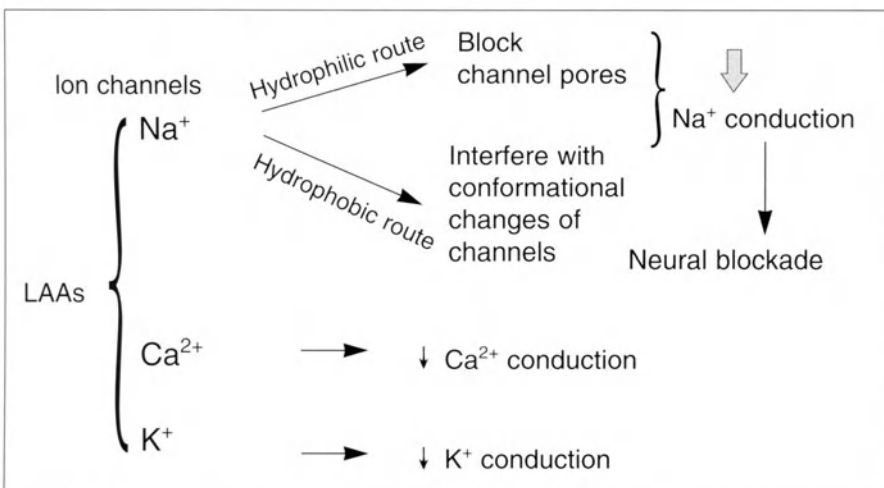 Ion channels
LAAs
Na⁺
Hydrophilic route
Block
channel pores
Hydrophobic route
Interfere with
conformational
changes of
channels
Na⁺ conduction
Neural blockade
Ca²⁺
↓ Ca²⁺ conduction
K⁺
↓ K⁺ conduction